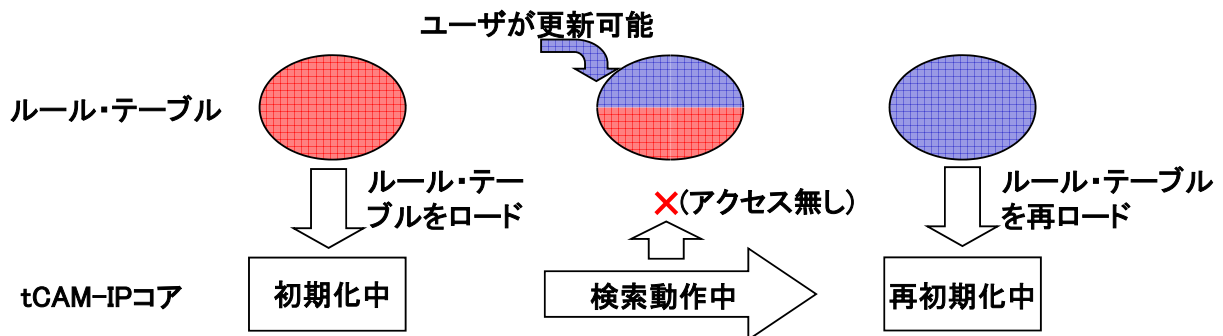 ユーザが更新可能
ルール・テーブル
ルール・テー
ブルをロード
×(アクセス無し)
ルール・テーブル
を再ロード
tCAM-IPコア
初期化中
検索動作中
再初期化中